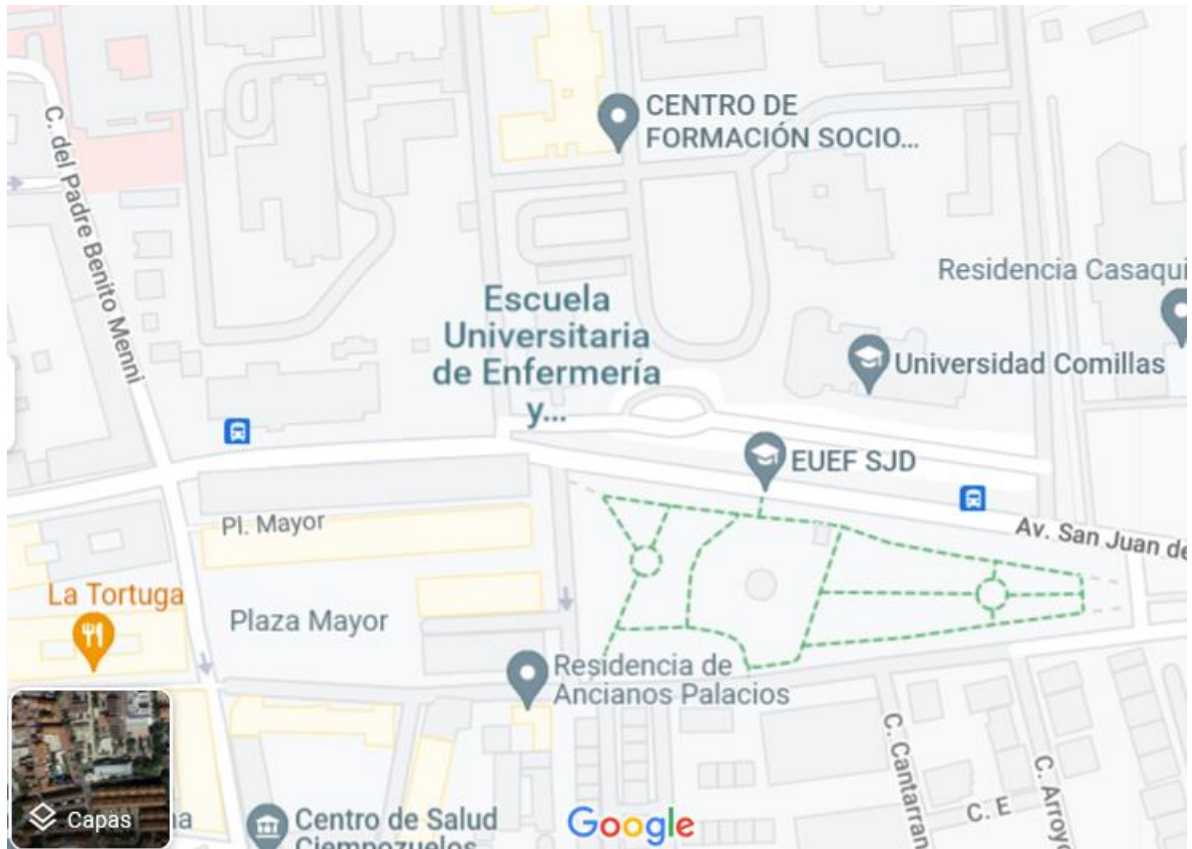 CENTRO DE
FORMACIÓN SOCIO...
C. del Padre Benito Menni
Residencia Casaqui
Escuela
Universitaria
de Enfermería
y...
Universidad Comillas
EUEF SJD
Pl. Mayor
Av. San Juan de
La Tortuga
Plaza Mayor
Residencia de
Ancianos Palacios
C. Cantarran
C. Arroyo
C. E
Capas
na
Centro de Salud
Ciempozuelos
Google